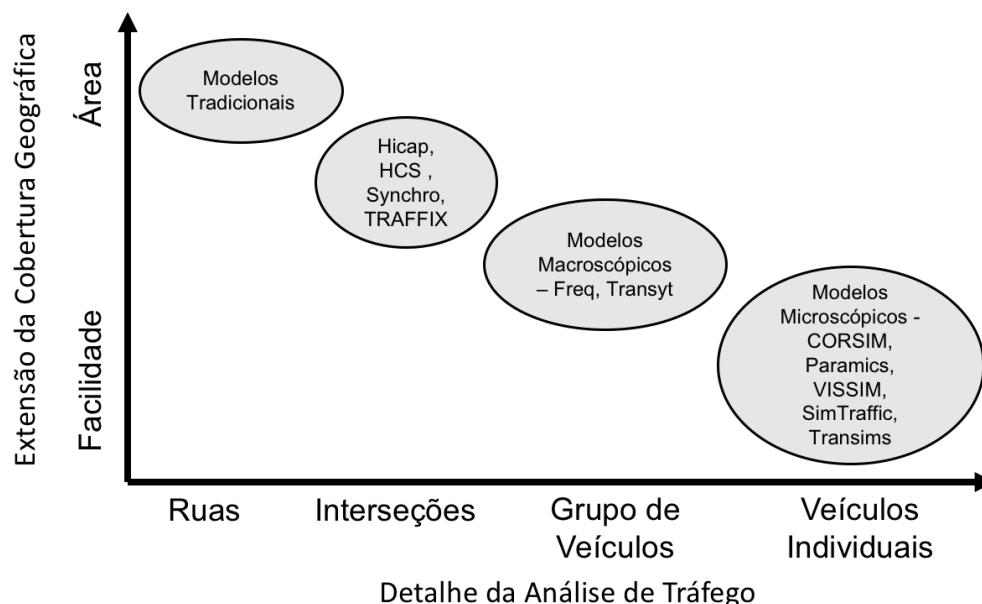 Extensão da Cobertura Geográfica
Área
Facilidade
Modelos
Tradicionais
Hicap,
HCS ,
Synchro,
TRAFFIX
Modelos
Macroscópicos
– Freq, Transyt
Modelos
Microscópicos -
CORSIM,
Paramics,
VISSIM,
SimTraffic,
Transims
Ruas
Interseções
Grupo de
Veículos
Veículos
Individuais
Detalhe da Análise de Tráfego